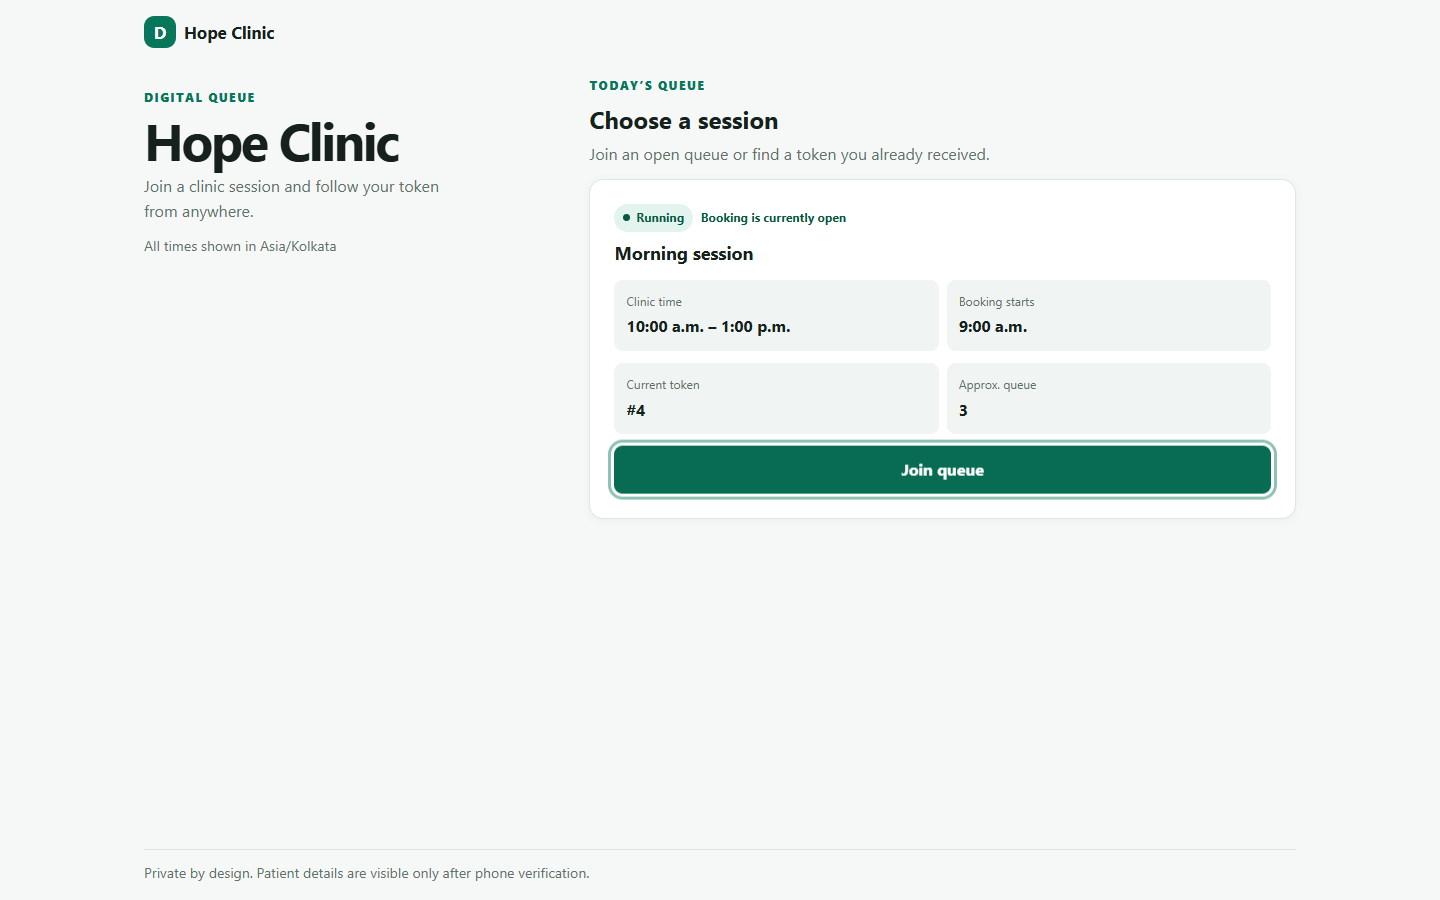 D Hope Clinic
DIGITAL QUEUE
Hope Clinic
Join a clinic session and follow your token
from anywhere.
All times shown in Asia/Kolkata
TODAY’S QUEUE
Choose a session
Join an open queue or find a token you already received.
Running Booking is currently open
Morning session
Clinic time
10:00 a.m. – 1:00 p.m.
Booking starts
9:00 a.m.
Current token
#4
Approx. queue
3
Join queue
Private by design. Patient details are visible only after phone verification.